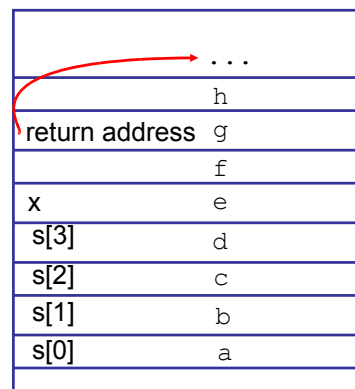 ...
h
return address g
f
x e
s[3] d
s[2] c
s[1] b
s[0] a